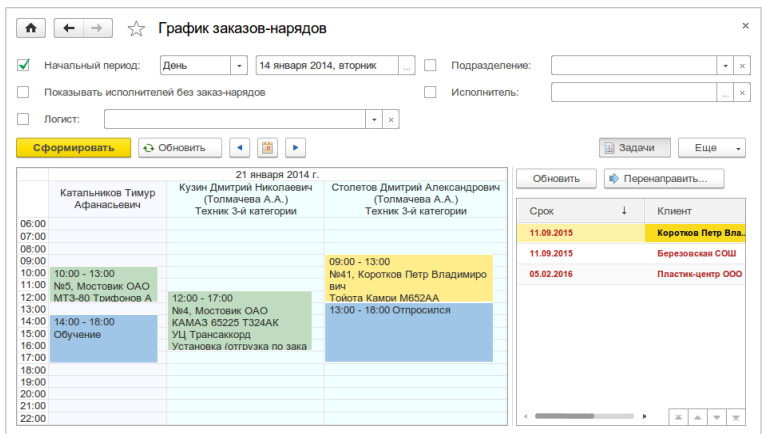 График заказов-нарядов
×
Начальный период: День 14 января 2014, вторник ... Подразделение: ×
Показывать исполнителей без заказ-нарядов Исполнитель: ... ×
Логист: ×
Сформировать Обновить Задачи Еще
21 января 2014 г.
Катальников Тимур
Афанасьевич
Кузин Дмитрий Николаевич
(Толмачева А.А.)
Техник 3-й категории
Столетов Дмитрий Александрович
(Толмачева А.А.)
Техник 3-й категории
06:00
07:00
08:00
09:00
10:00
11:00
12:00
13:00
14:00
15:00
16:00
17:00
18:00
19:00
20:00
21:00
22:00
10:00 - 13:00
№5, Мостовик ОАО
МТЗ-80 Трифонов А
14:00 - 18:00
Обучение
12:00 - 17:00
№4, Мостовик ОАО
КАМАЗ 65225 Т324АК
УЦ Трансаккорд
Установка (отгрузка по зака
09:00 - 13:00
№41, Коротков Петр Владимиро
вич
Тойота Камри М652АА
13:00 - 18:00 Отпросился
Обновить Перенаправить...
Срок ↓ Клиент
11.09.2015 Коротков Петр Вла..
11.09.2015 Березовская СОШ
05.02.2016 Пластик-центр ООО